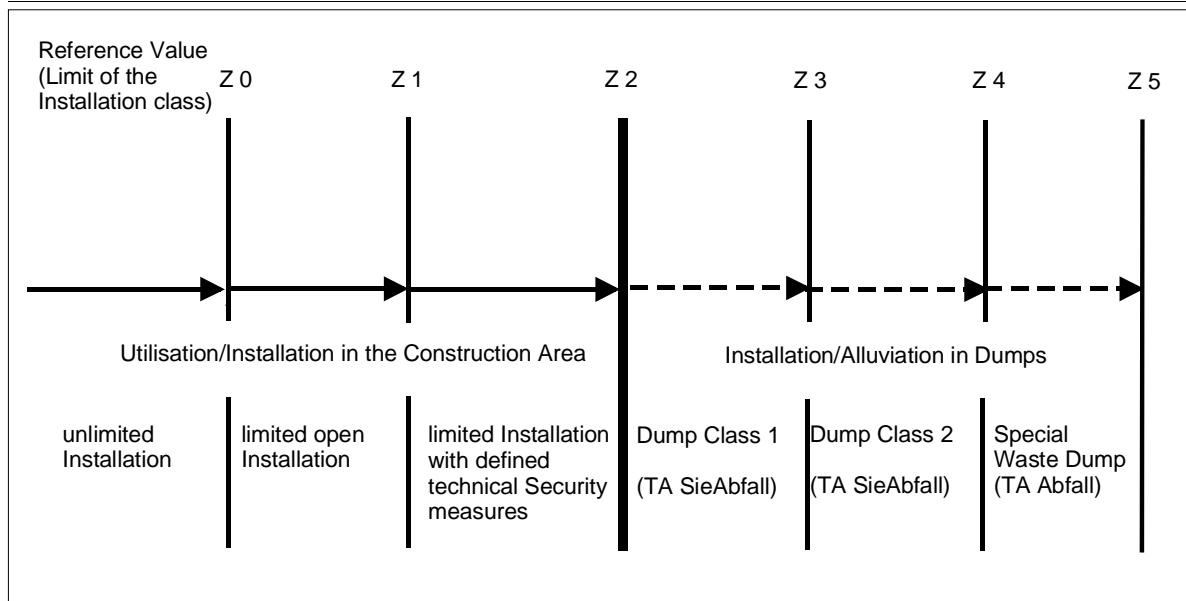 Reference Value
(Limit of the
Installation class)
Z 0
Z 1
Z 2
Z 3
Z 4
Z 5
Utilisation/Installation in the Construction Area
Installation/Alluviation in Dumps
unlimited
Installation
limited open
Installation
limited Installation
with defined
technical Security
measures
Dump Class 1
(TA SieAbfall)
Dump Class 2
(TA SieAbfall)
Special
Waste Dump
(TA Abfall)